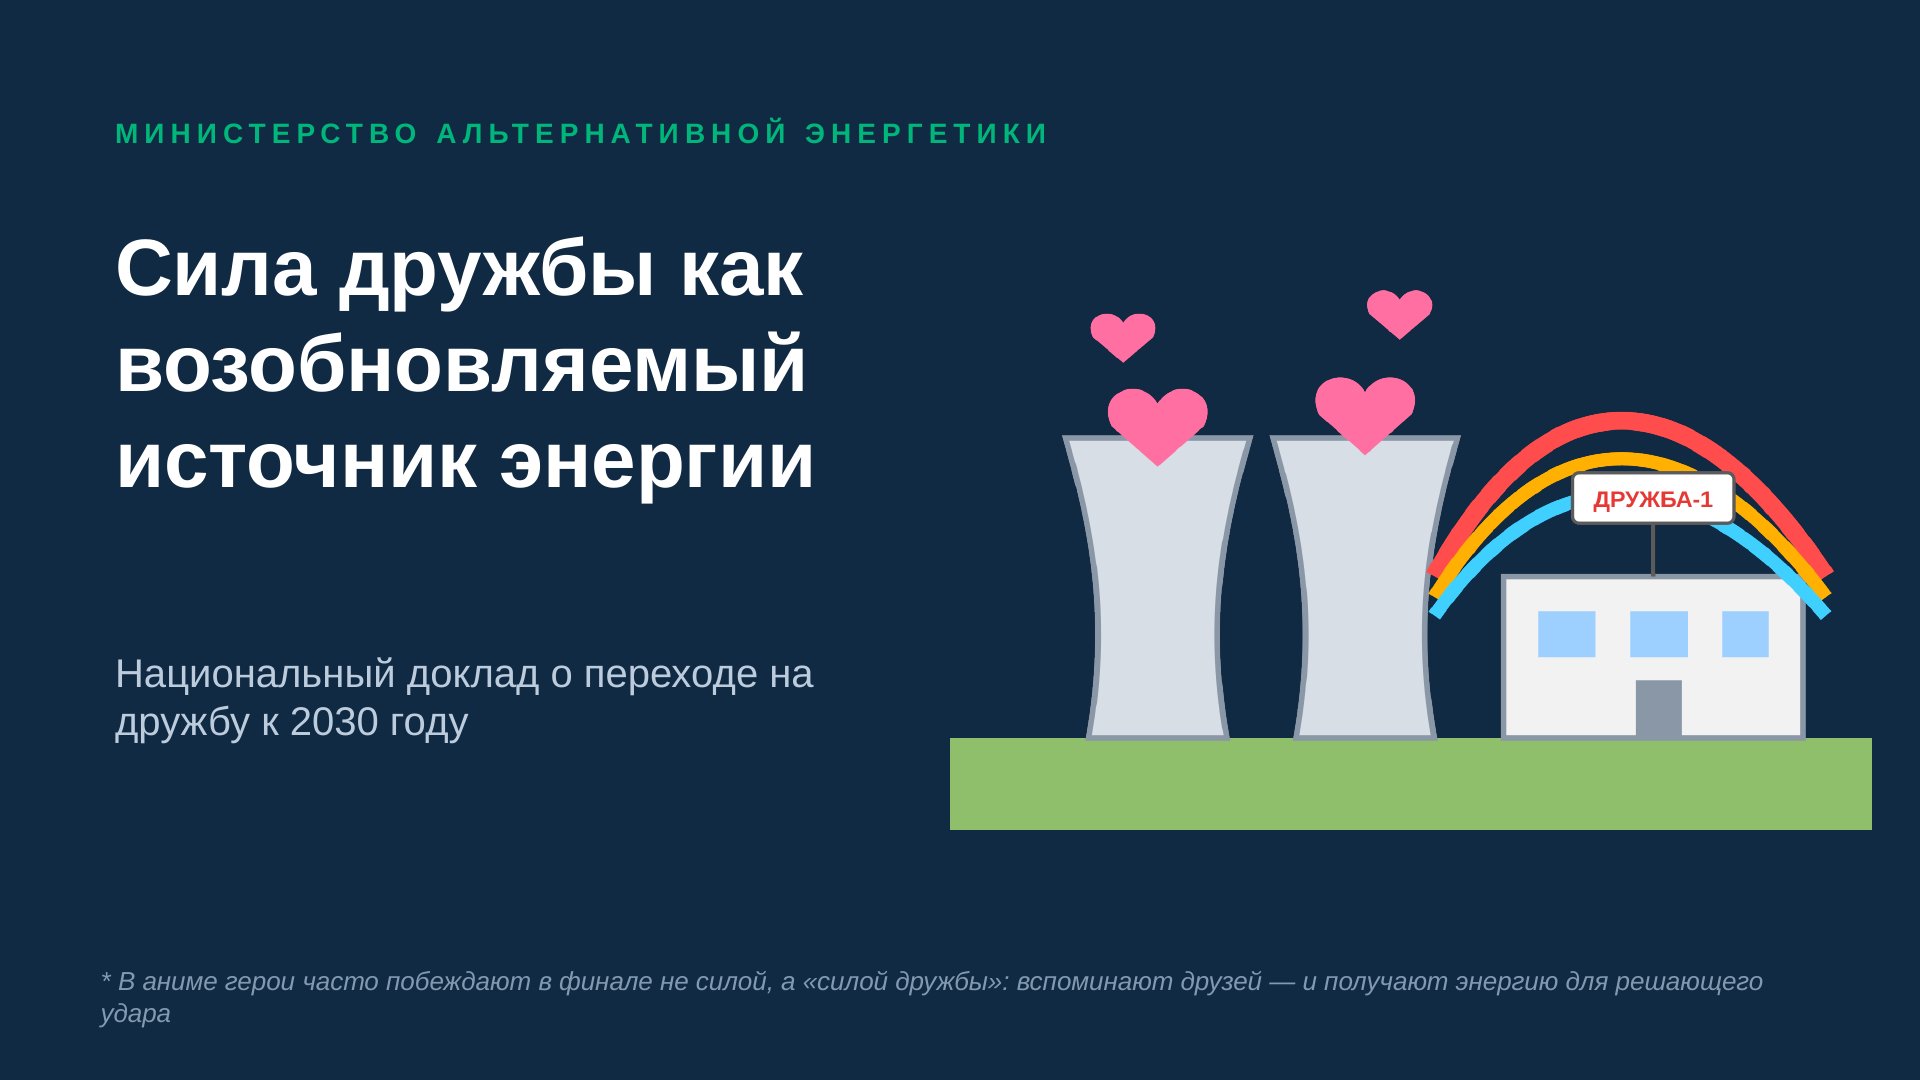 МИНИСТЕРСТВО АЛЬТЕРНАТИВНОЙ ЭНЕРГЕТИКИ
Сила дружбы как
возобновляемый
источник энергии
ДРУЖБА-1
Национальный доклад о переходе на
дружбу к 2030 году
* В аниме герои часто побеждают в финале не силой, а «силой дружбы»: вспоминают друзей — и получают энергию для решающего
удара